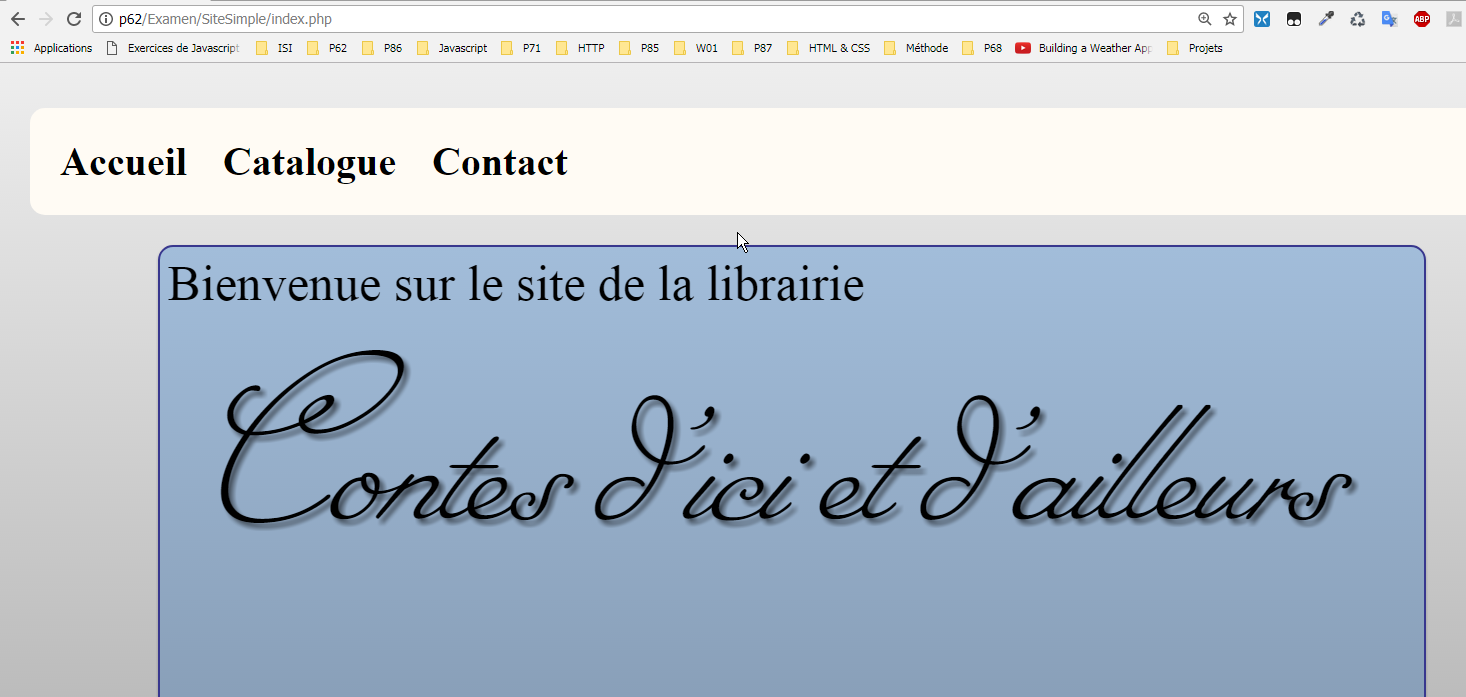 p62/Examen/SiteSimple/index.php
ABP
Applications Exercices de Javascript ISI P62 P86 Javascript P71 HTTP P85 W01 P87 HTML & CSS Méthode P68 Building a Weather App Projets
Accueil Catalogue Contact
Bienvenue sur le site de la librairie
Contes d'ici et d'ailleurs